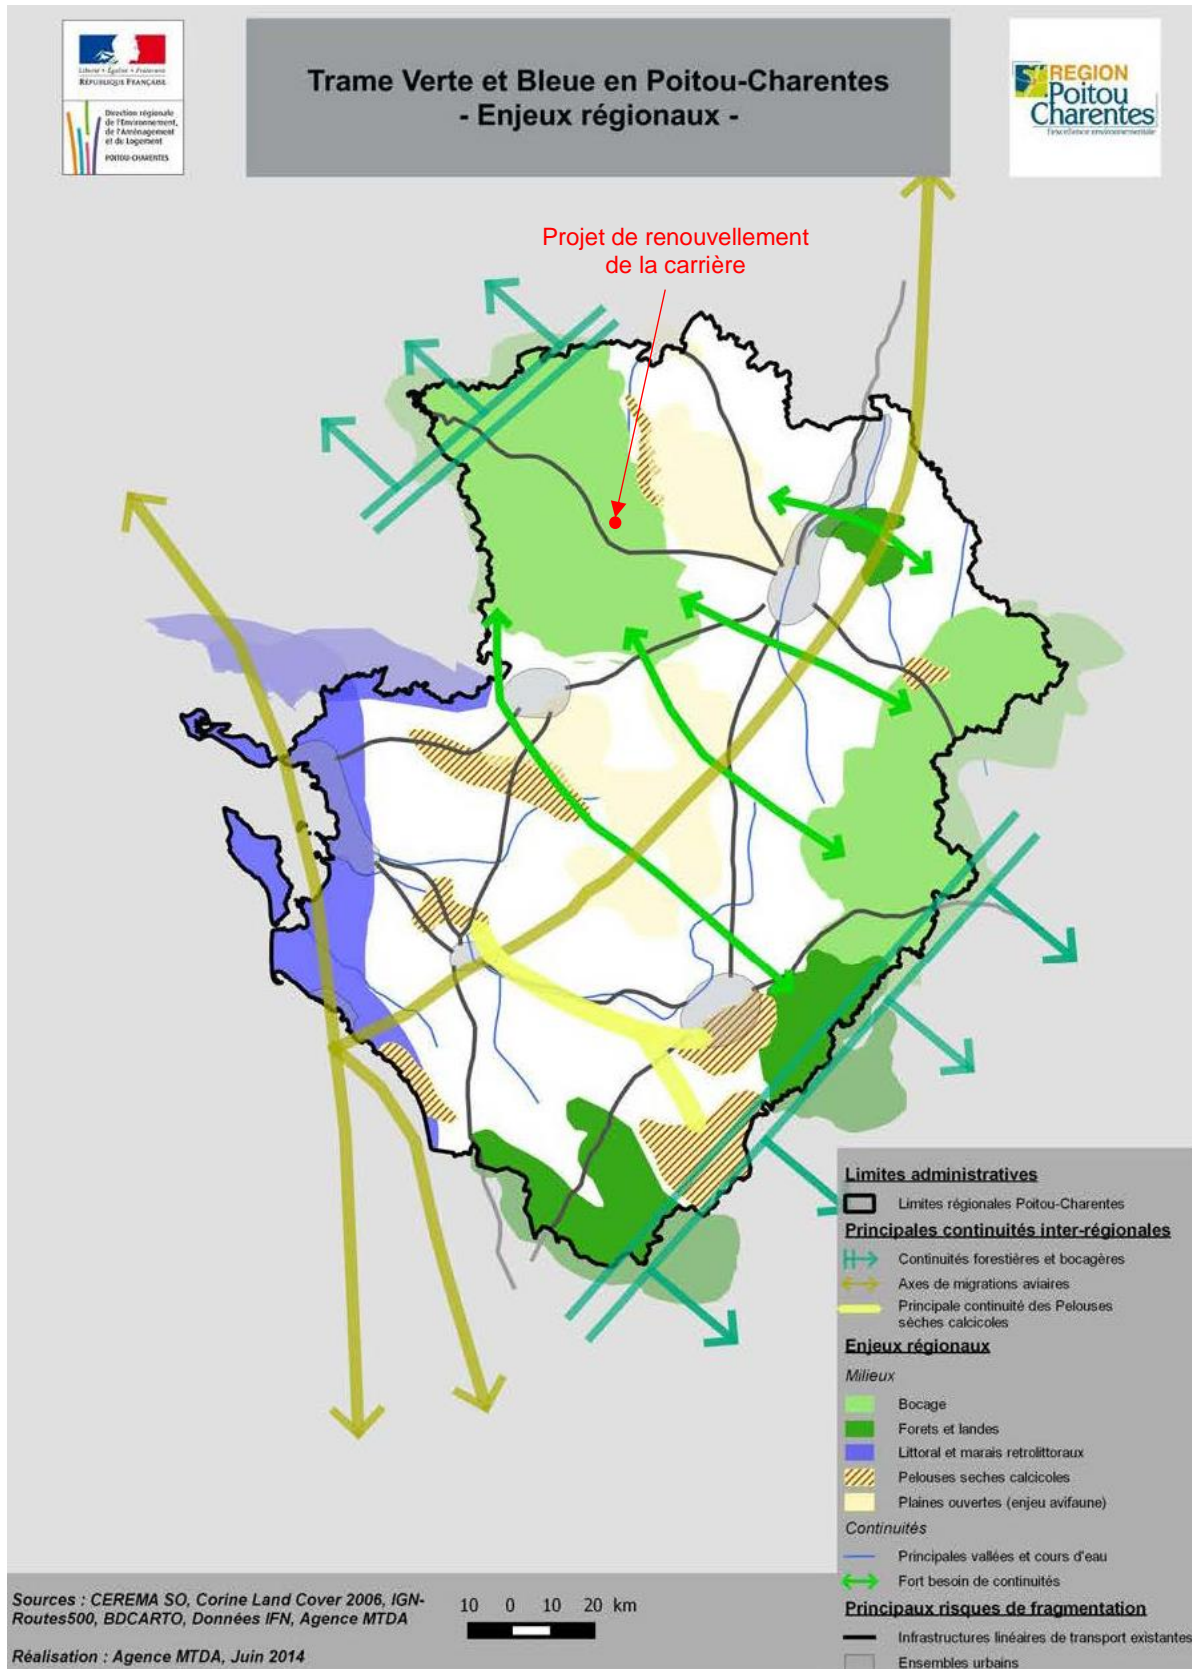 Liberté • Égalité • Fraternité
RÉPUBLIQUE FRANÇAISE
Direction régionale
de l'Environnement,
de l'Aménagement
et du Logement
POITOU-CHARENTES
Trame Verte et Bleue en Poitou-Charentes
- Enjeux régionaux -
REGION
Poitou
Charentes
l'excellence environnementale
Projet de renouvellement
de la carrière
Limites administratives
Limites régionales Poitou-Charentes
Principales continuités inter-régionales
Continuités forestières et bocagères
Axes de migrations aviaires
Principale continuité des Pelouses
sèches calcicoles
Enjeux régionaux
Milieux
Bocage
Forets et landes
Littoral et marais retrolittoraux
Pelouses seches calcicoles
Plaines ouvertes (enjeu avifaune)
Continuités
Principales vallées et cours d'eau
Fort besoin de continuités
Principaux risques de fragmentation
Infrastructures linéaires de transport existantes
Ensembles urbains
Sources : CEREMA SO, Corine Land Cover 2006, IGN-
Routes500, BDCARTO, Données IFN, Agence MTDA
Réalisation : Agence MTDA, Juin 2014
10 0 10 20 km